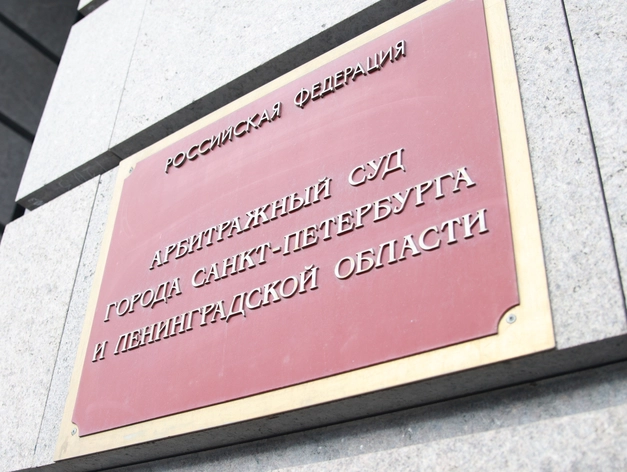 РОССИЙСКАЯ ФЕДЕРАЦИЯ
АРБИТРАЖНЫЙ СУД
ГОРОДА САНКТ-ПЕТЕРБУРГА
И ЛЕНИНГРАДСКОЙ ОБЛАСТИ